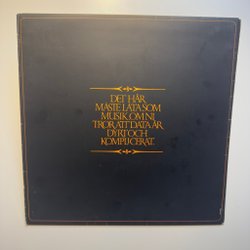 DET HÄR
MÅSTE LÅTA SOM
MUSIK, OM NI
TROR ATT DATA ÄR
DYRT OCH
KOMPLICERAT.